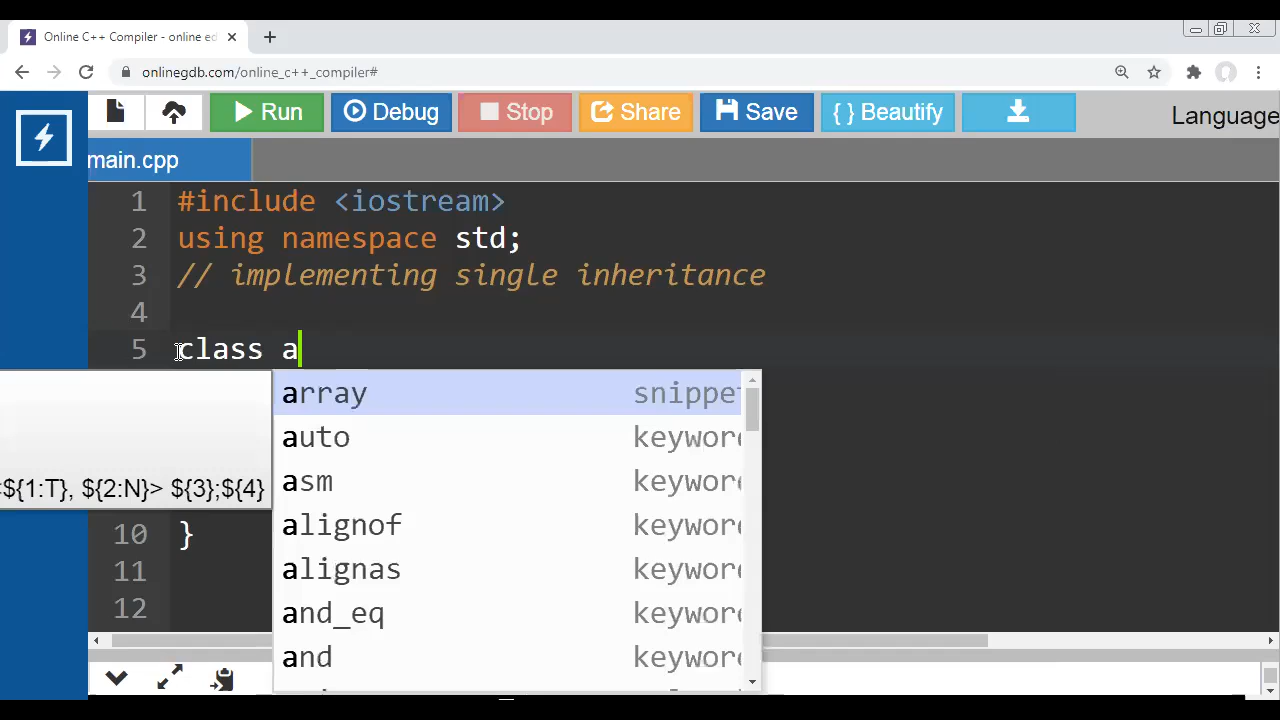 Online C++ Compiler - online ed
onlinegdb.com/online_c++_compiler#
Run Debug Stop Share Save { } Beautify Language
main.cpp
1 #include <iostream>
2 using namespace std;
3 // implementing single inheritance
4
5 class a
array snippet
auto keyword
${1:T}, ${2:N}> ${3};${4} asm keyword
10 } alignof keyword
11 alignas keyword
12 and_eq keyword
and keyword